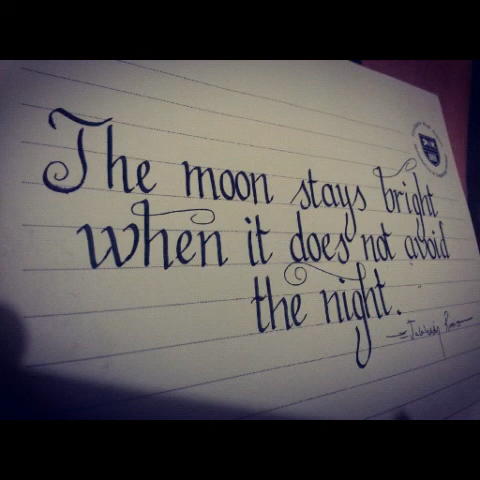 The moon stays bright
when it does not avoid
the night.